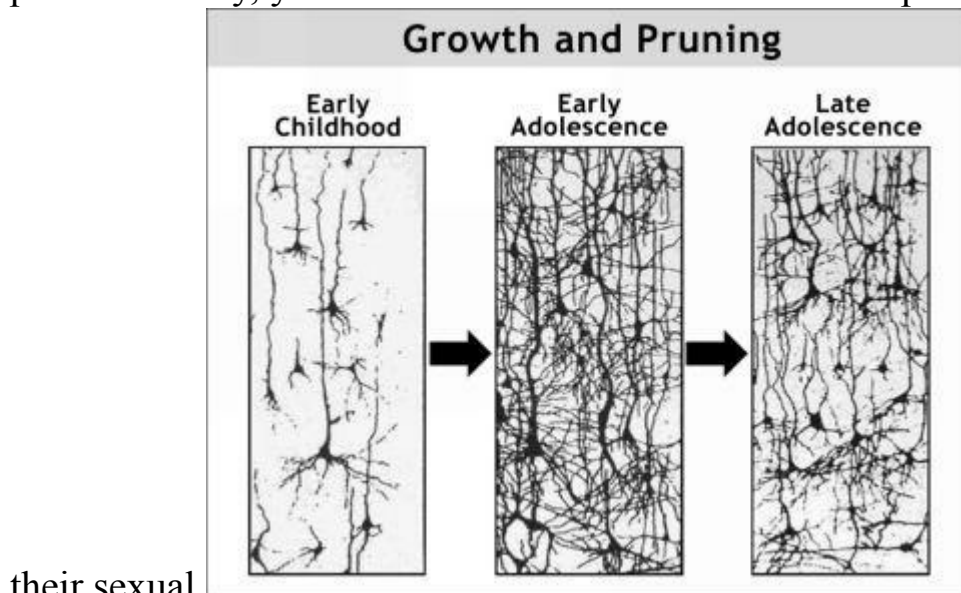 Growth and Pruning
Early
Childhood
Early
Adolescence
Late
Adolescence
their sexual